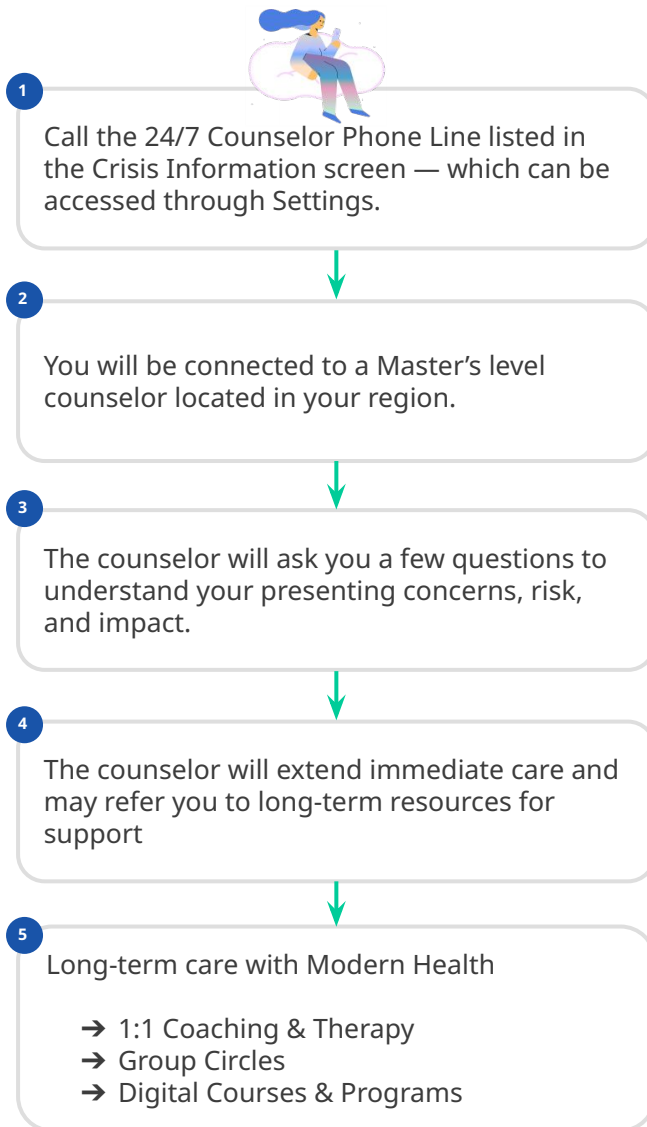 1
Call the 24/7 Counselor Phone Line listed in
the Crisis Information screen — which can be
accessed through Settings.
2
You will be connected to a Master’s level
counselor located in your region.
3
The counselor will ask you a few questions to
understand your presenting concerns, risk,
and impact.
4
The counselor will extend immediate care and
may refer you to long-term resources for
support
5
Long-term care with Modern Health
➔ 1:1 Coaching & Therapy
➔ Group Circles
➔ Digital Courses & Programs